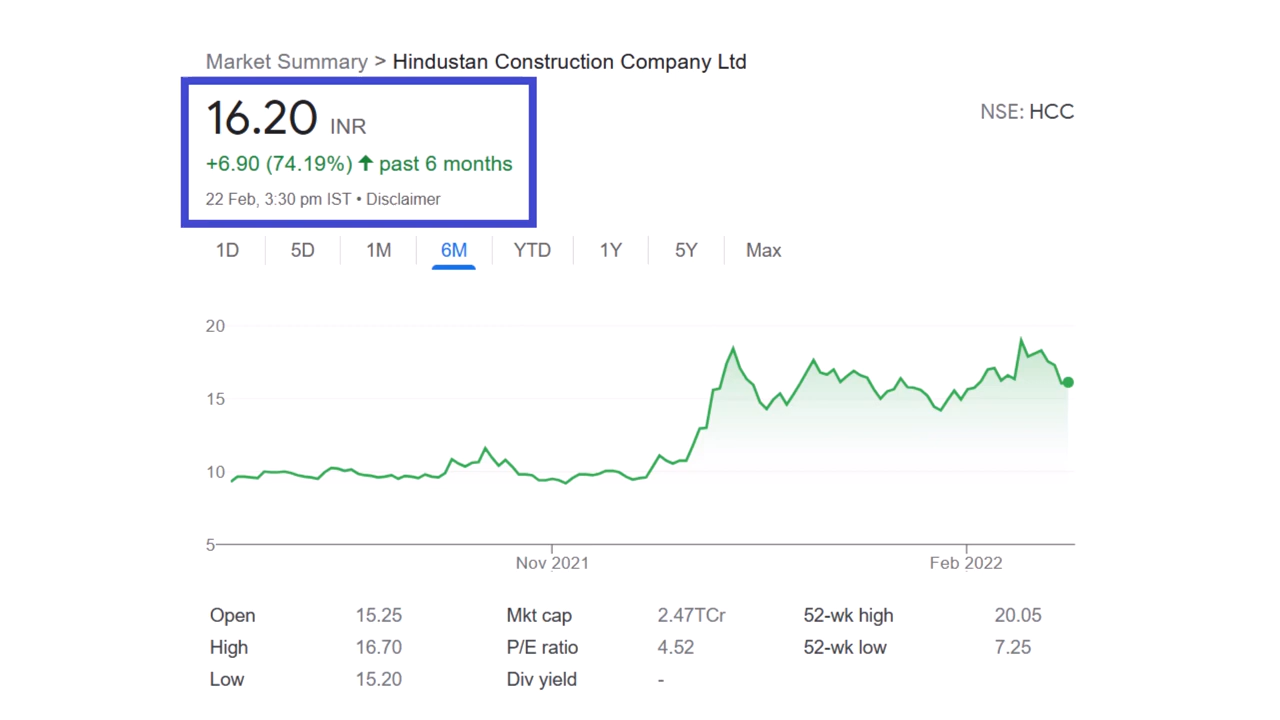 Market Summary > Hindustan Construction Company Ltd
16.20 INR
NSE: HCC
+6.90 (74.19%) ↑ past 6 months
22 Feb, 3:30 pm IST • Disclaimer
1D 5D 1M 6M YTD 1Y 5Y Max
20
15
10
5
Nov 2021 Feb 2022
Open 15.25 Mkt cap 2.47TCr 52-wk high 20.05
High 16.70 P/E ratio 4.52 52-wk low 7.25
Low 15.20 Div yield -